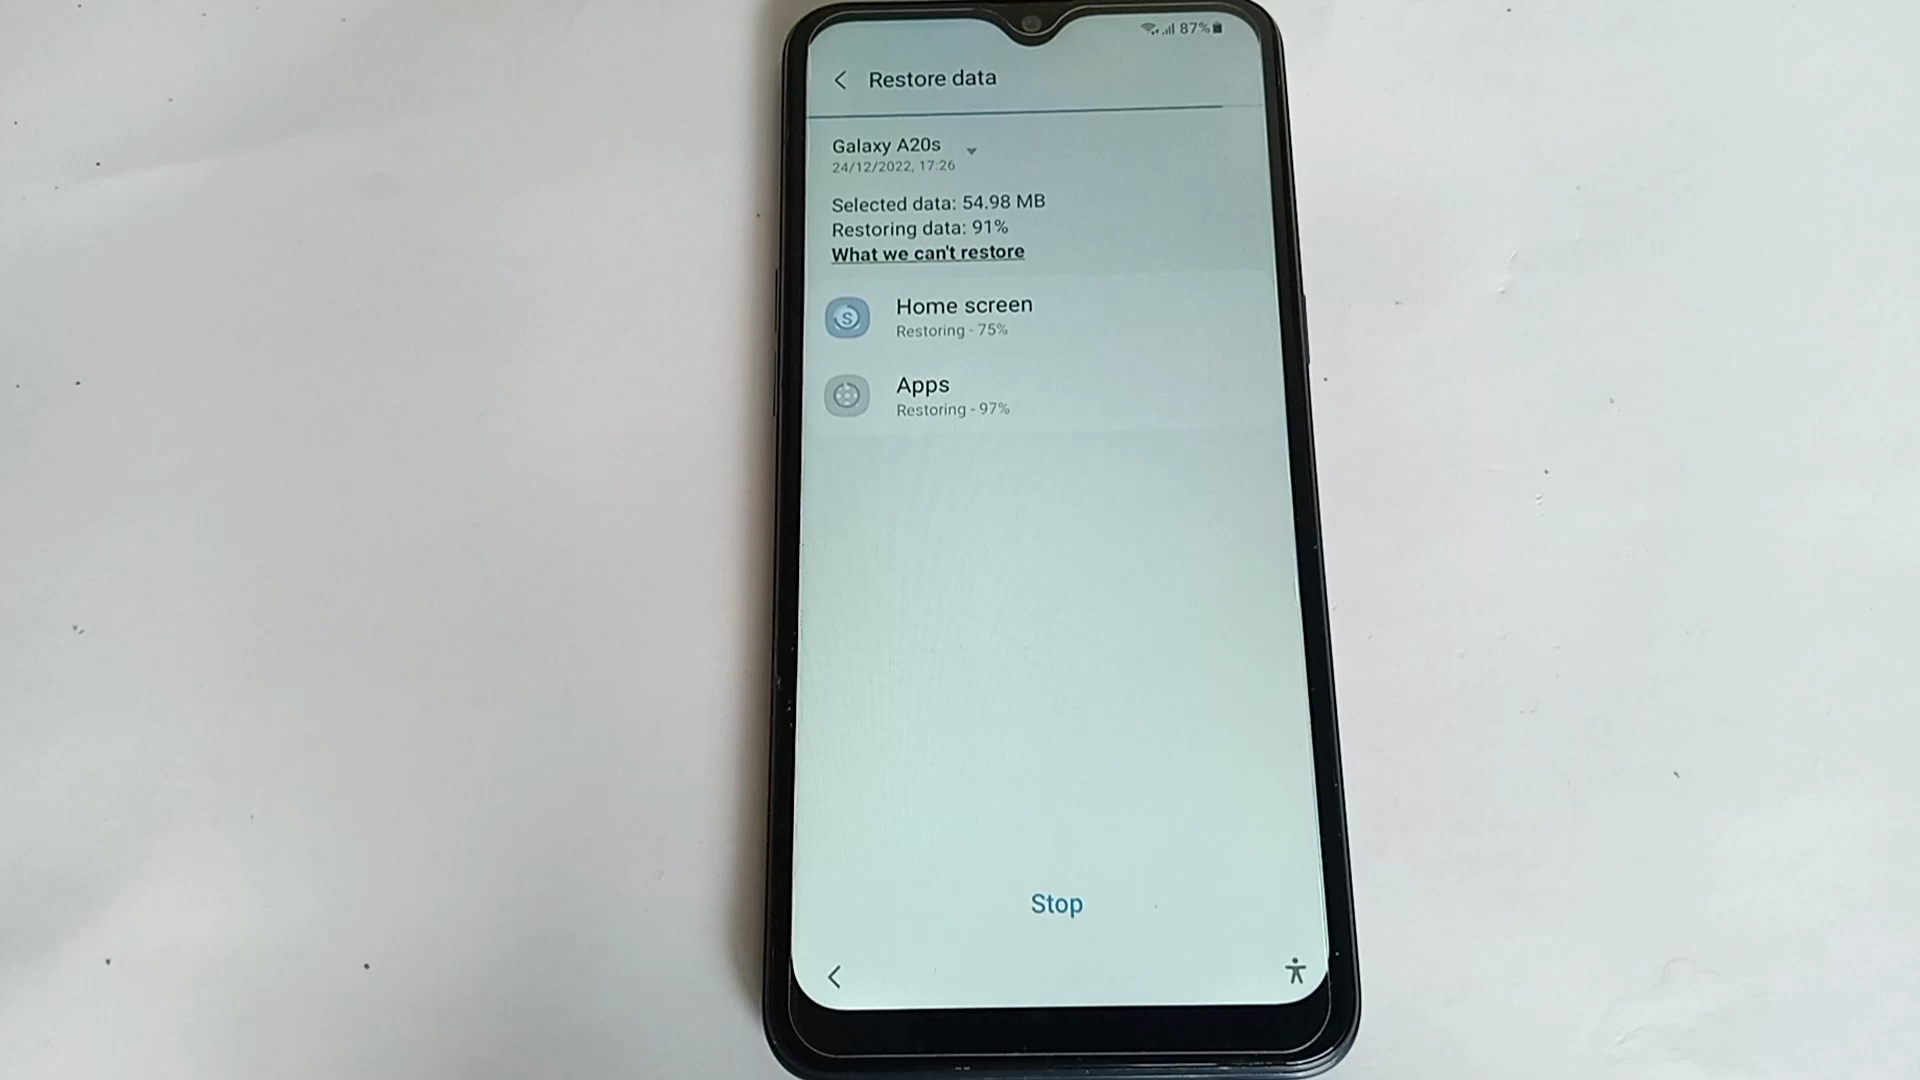 87%
Restore data
Galaxy A20s
24/12/2022, 17:26
Selected data: 54.98 MB
Restoring data: 91%
What we can't restore
Home screen
Restoring - 75%
Apps
Restoring - 97%
Stop